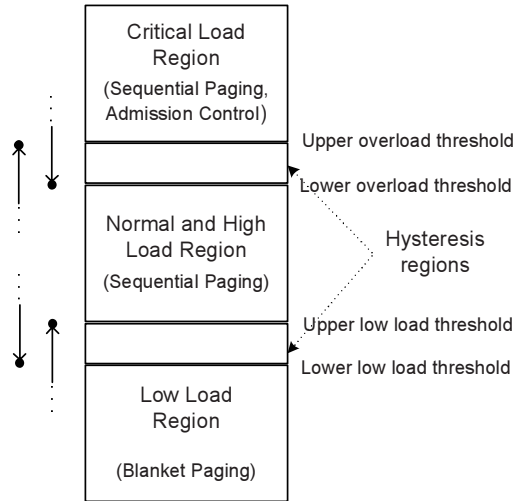 Critical Load
Region
(Sequential Paging,
Admission Control)
Upper overload threshold
Lower overload threshold
Normal and High
Load Region
(Sequential Paging)
Hysteresis
regions
Upper low load threshold
Lower low load threshold
Low Load
Region
(Blanket Paging)